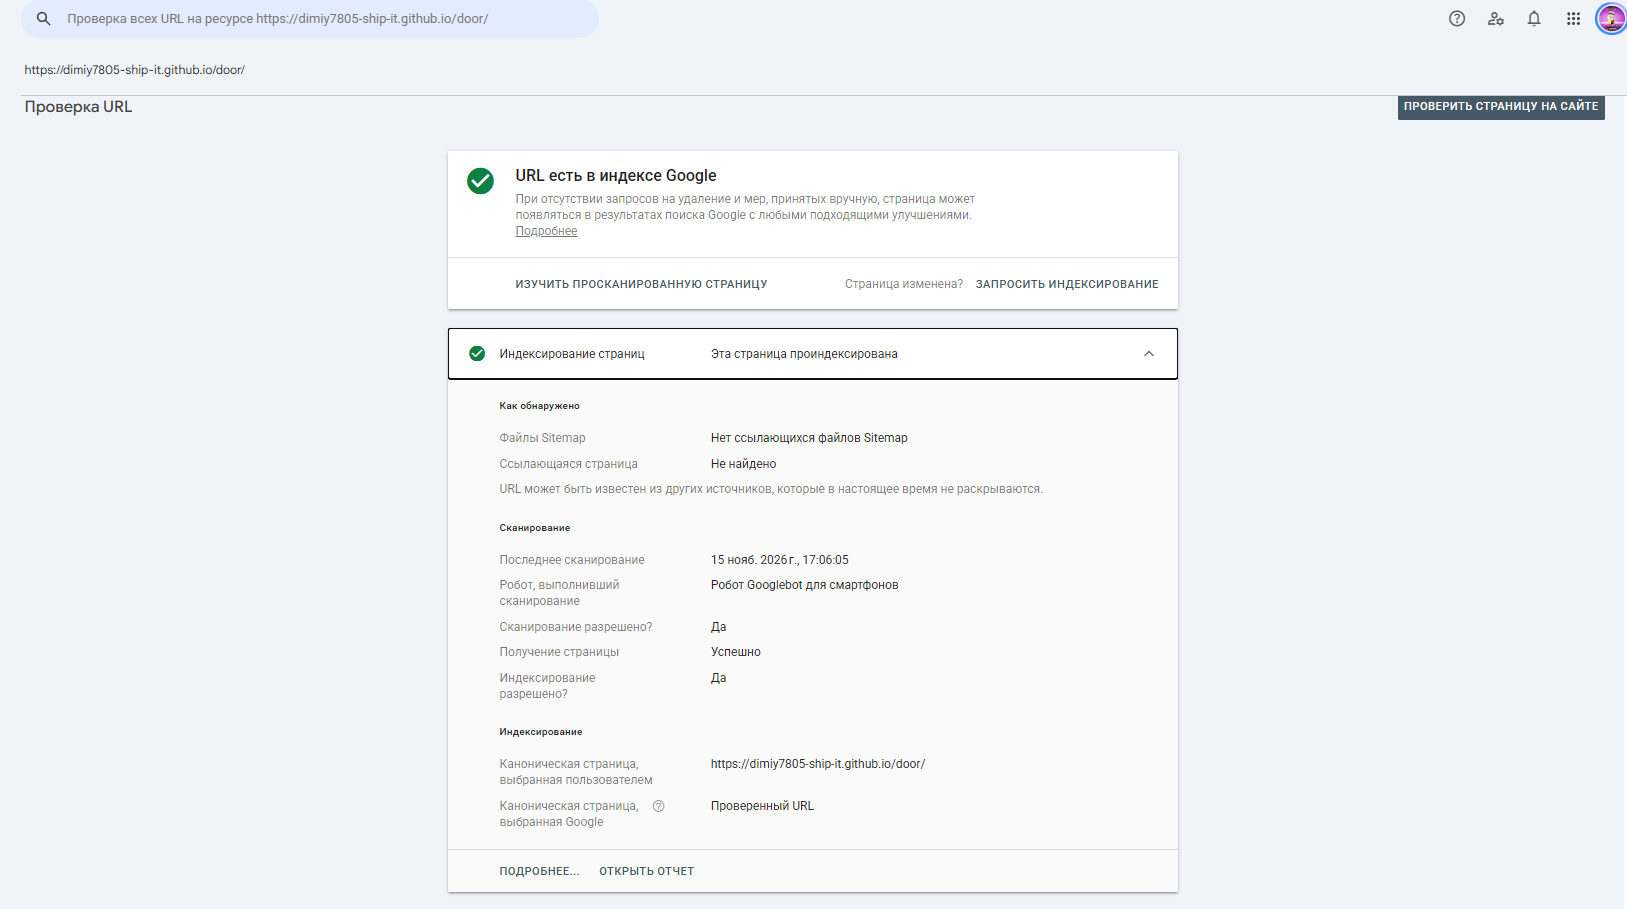 Проверка всех URL на ресурсе https://dimiy7805-ship-it.github.io/door/
https://dimiy7805-ship-it.github.io/door/
Проверка URL
ПРОВЕРИТЬ СТРАНИЦУ НА САЙТЕ
URL есть в индексе Google
При отсутствии запросов на удаление и мер, принятых вручную, страница может
появляться в результатах поиска Google с любыми подходящими улучшениями.
Подробнее
ИЗУЧИТЬ ПРОСКАНИРОВАННУЮ СТРАНИЦУ
Страница изменена? ЗАПРОСИТЬ ИНДЕКСИРОВАНИЕ
Индексирование страниц
Эта страница проиндексирована
Как обнаружено
Файлы Sitemap
Нет ссылающихся файлов Sitemap
Ссылающаяся страница
Не найдено
URL может быть известен из других источников, которые в настоящее время не раскрываются.
Сканирование
Последнее сканирование
15 нояб. 2026 г., 17:06:05
Робот, выполнивший
сканирование
Робот Googlebot для смартфонов
Сканирование разрешено?
Да
Получение страницы
Успешно
Индексирование
разрешено?
Да
Индексирование
Каноническая страница,
выбранная пользователем
https://dimiy7805-ship-it.github.io/door/
Каноническая страница,
выбранная Google
Проверенный URL
ПОДРОБНЕЕ...
ОТКРЫТЬ ОТЧЕТ